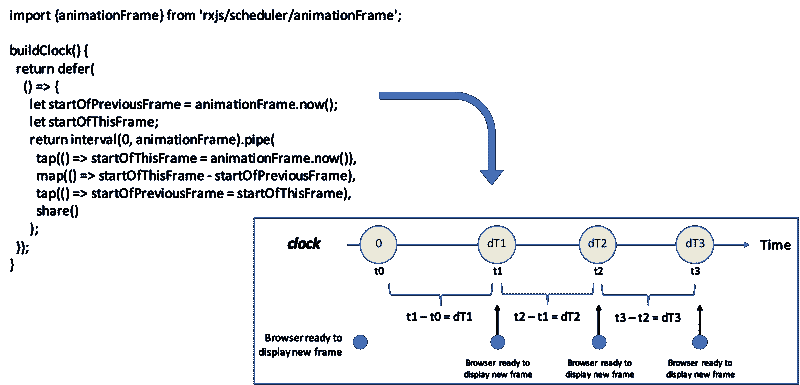 import {animationFrame} from 'rxjs/scheduler/animationFrame';
buildClock() {
return defer(
() => {
let startOfPreviousFrame = animationFrame.now();
let startOfThisFrame;
return interval(0, animationFrame).pipe(
tap(() => startOfThisFrame = animationFrame.now()),
map(() => startOfThisFrame - startOfPreviousFrame),
tap(() => startOfPreviousFrame = startOfThisFrame),
share()
);
});
}
clock
0
dT1
dT2
dT3
Time
t0
t1
t2
t3
t1 – t0 = dT1
t2 – t1 = dT2
t3 – t2 = dT3
Browser ready to
display new frame
Browser ready to
display new frame
Browser ready to
display new frame
Browser ready to
display new frame